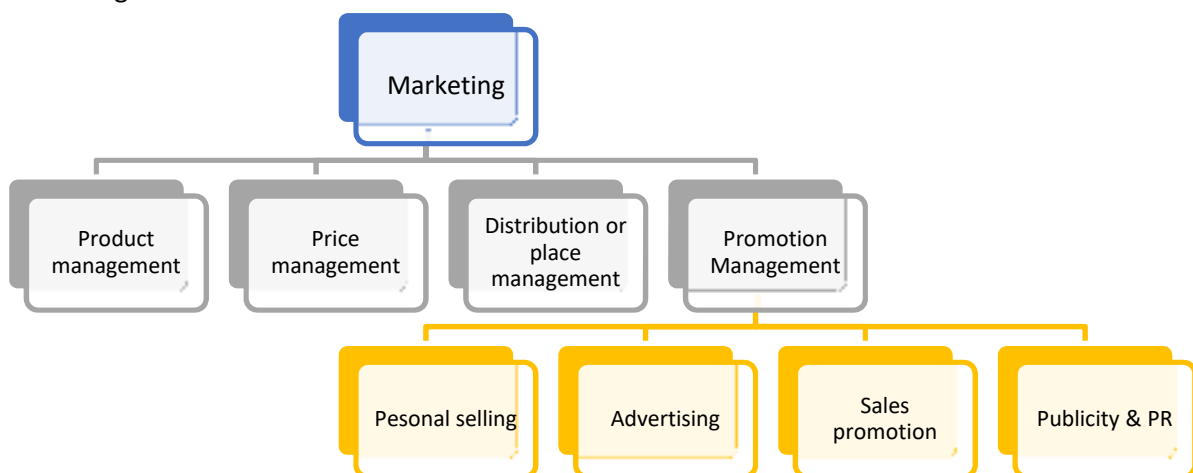 Marketing
Product
management
Price
management
Distribution or
place
management
Promotion
Management
Pesonal selling
Advertising
Sales
promotion
Publicity & PR